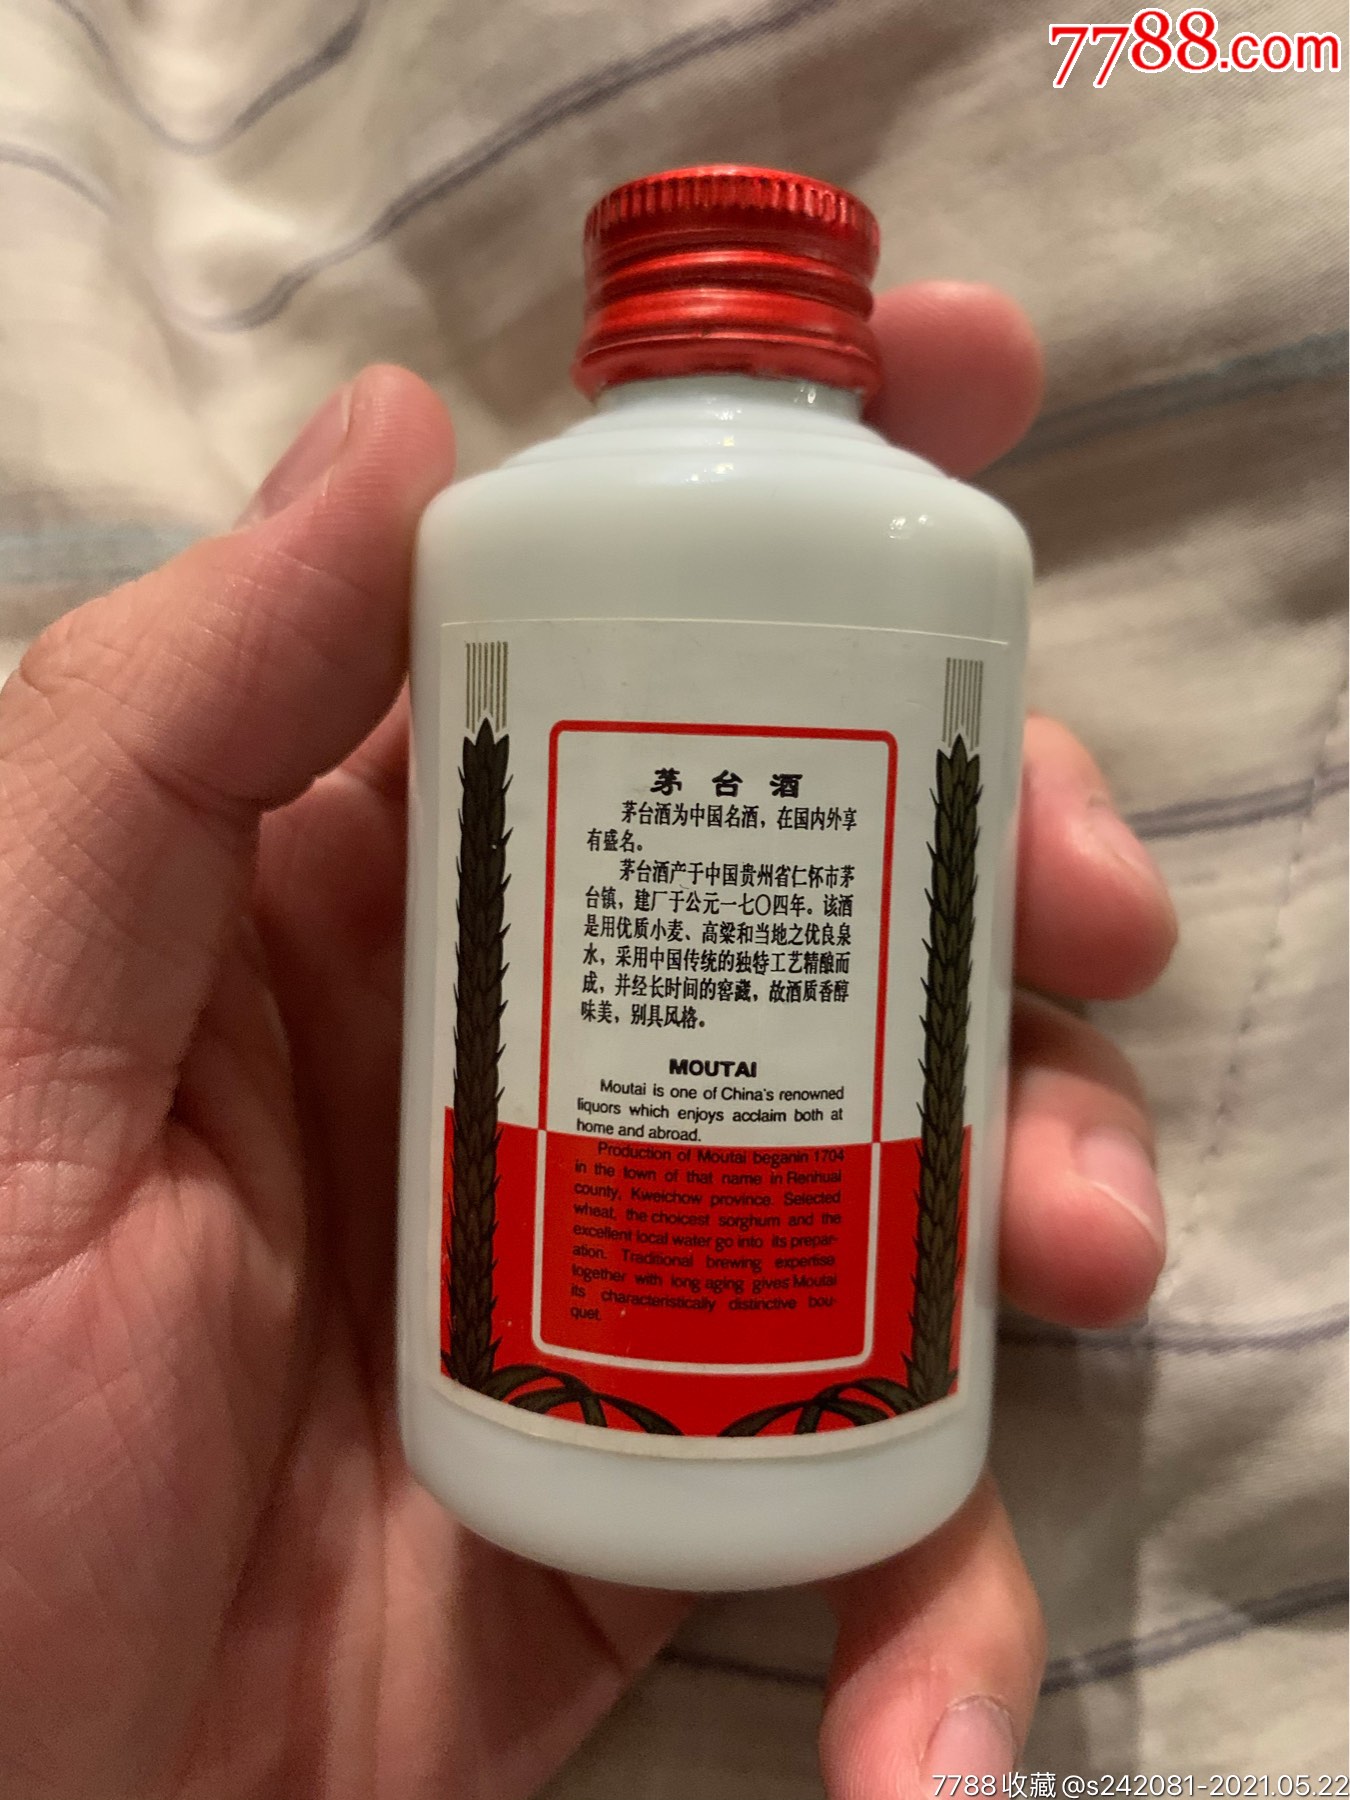 7788.com
茅台酒
茅台酒为中国名酒，在国内外享
有盛名。
茅台酒产于中国贵州省仁怀市茅
台镇，建厂于公元一七〇四年。该酒
是用优质小麦、高粱和当地之优良泉
水，采用中国传统的独特工艺精酿而
成，并经长时间的窖藏，故酒质香醇
味美，别具风格。
MOUTAI
Moutai is one of China's renowned
liquors which enjoys acclaim both at
home and abroad.
Production of Moutai beganin 1704
in the town of that name in Renhuai
county, Kweichow province. Selected
wheat, the choicest sorghum and the
excellent local water go into its prepar-
ation. Traditional brewing expertise
together with long aging gives Moutai
its characteristically distinctive bou-
quet.
7788收藏@s242081-2021.05.22